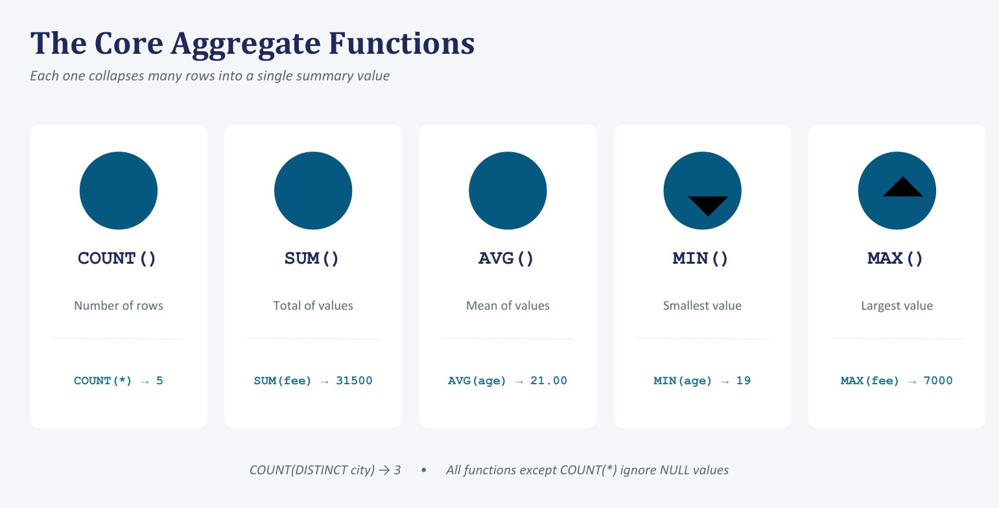 The Core Aggregate Functions
Each one collapses many rows into a single summary value
COUNT()
Number of rows
COUNT(*) → 5
SUM()
Total of values
SUM(fee) → 31500
AVG()
Mean of values
AVG(age) → 21.00
MIN()
Smallest value
MIN(age) → 19
MAX()
Largest value
MAX(fee) → 7000
COUNT(DISTINCT city) → 3 • All functions except COUNT(*) ignore NULL values